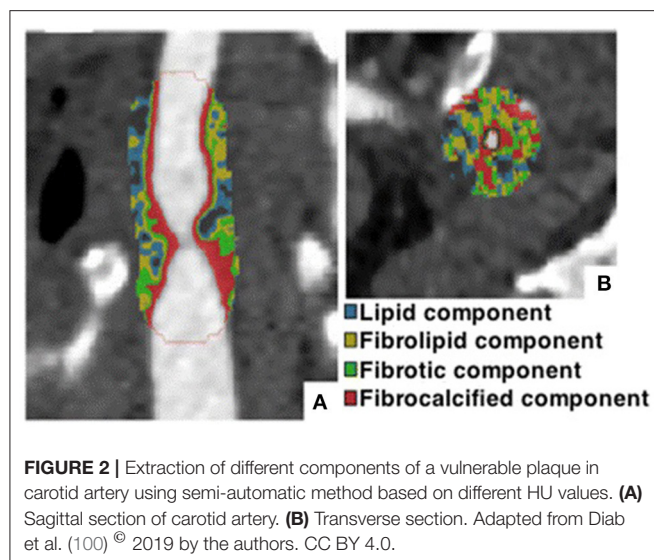 A
B
Lipid component
Fibrolipid component
Fibrotic component
Fibrocalcified component
FIGURE 2 | Extraction of different components of a vulnerable plaque in
carotid artery using semi-automatic method based on different HU values. (A)
Sagittal section of carotid artery. (B) Transverse section. Adapted from Diab
et al. (100) © 2019 by the authors. CC BY 4.0.